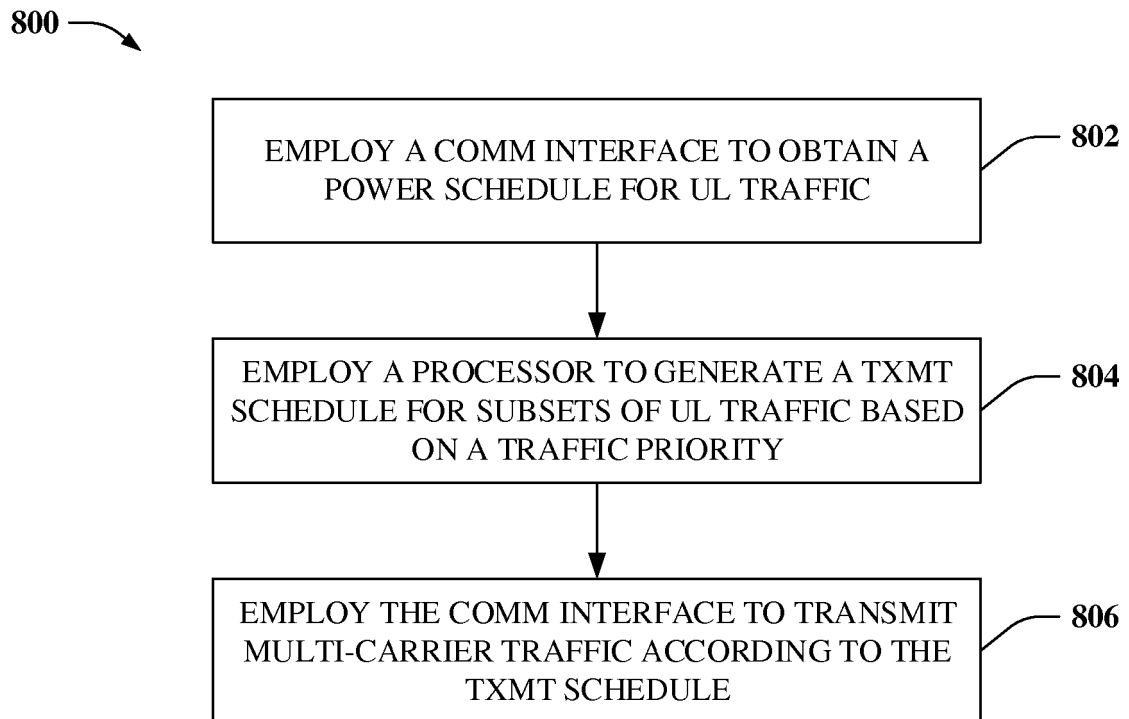 800
EMPLOY A COMM INTERFACE TO OBTAIN A
POWER SCHEDULE FOR UL TRAFFIC
802
EMPLOY A PROCESSOR TO GENERATE A TXMT
SCHEDULE FOR SUBSETS OF UL TRAFFIC BASED
ON A TRAFFIC PRIORITY
804
EMPLOY THE COMM INTERFACE TO TRANSMIT
MULTI-CARRIER TRAFFIC ACCORDING TO THE
TXMT SCHEDULE
806